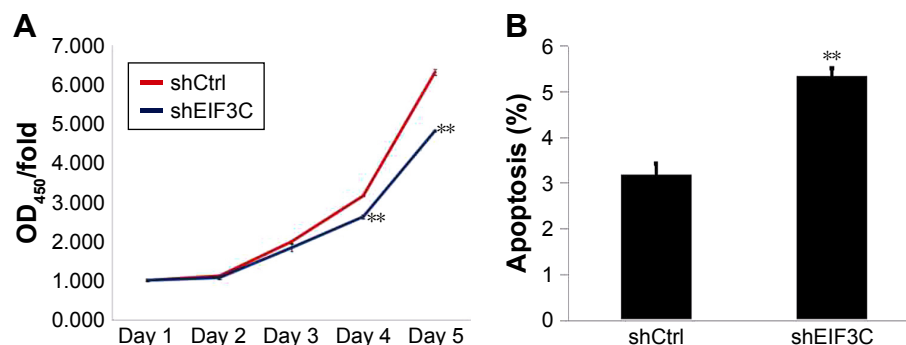 A
OD450/fold
7.000
6.000
5.000
4.000
3.000
2.000
1.000
0.000
shCtrl
shEIF3C
**
**
Day 1 Day 2 Day 3 Day 4 Day 5
B
Apoptosis (%)
6
5
4
3
2
1
0
**
shCtrl shEIF3C